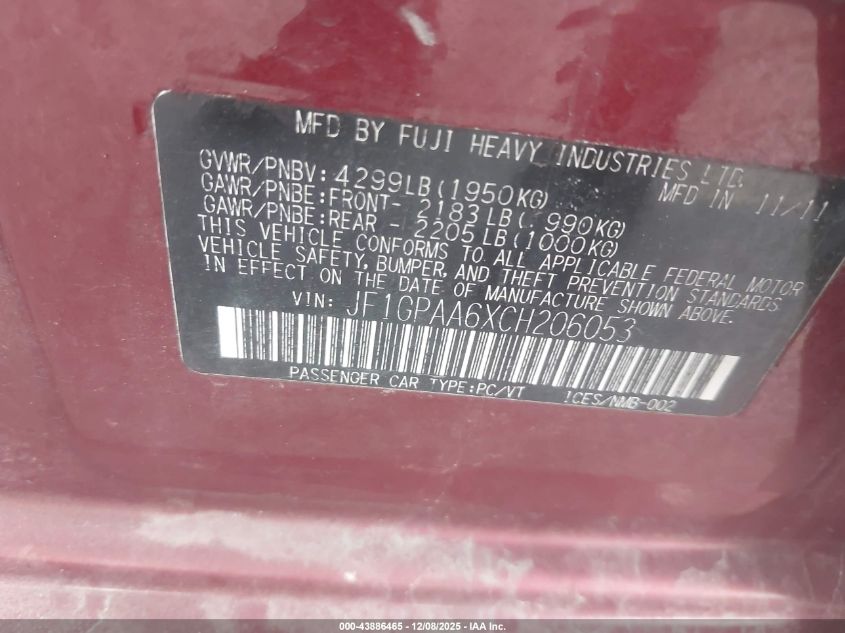 MFD BY FUJI HEAVY INDUSTRIES LTD.
GVWR/PNBV: 4299LB(1950KG) MFD IN 11/11
GAWR/PNBE:FRONT- 2183LB( 990KG)
GAWR/PNBE:REAR - 2205LB(1000KG)
THIS VEHICLE CONFORMS TO ALL APPLICABLE FEDERAL MOTOR
VEHICLE SAFETY, BUMPER, AND THEFT PREVENTION STANDARDS
IN EFFECT ON THE DATE OF MANUFACTURE SHOWN ABOVE.
VIN: JF1GPAA6XCH206053
PASSENGER CAR TYPE:PC/VT ICES/NMB-002
000-43886465 - 12/08/2025 - IAA Inc.